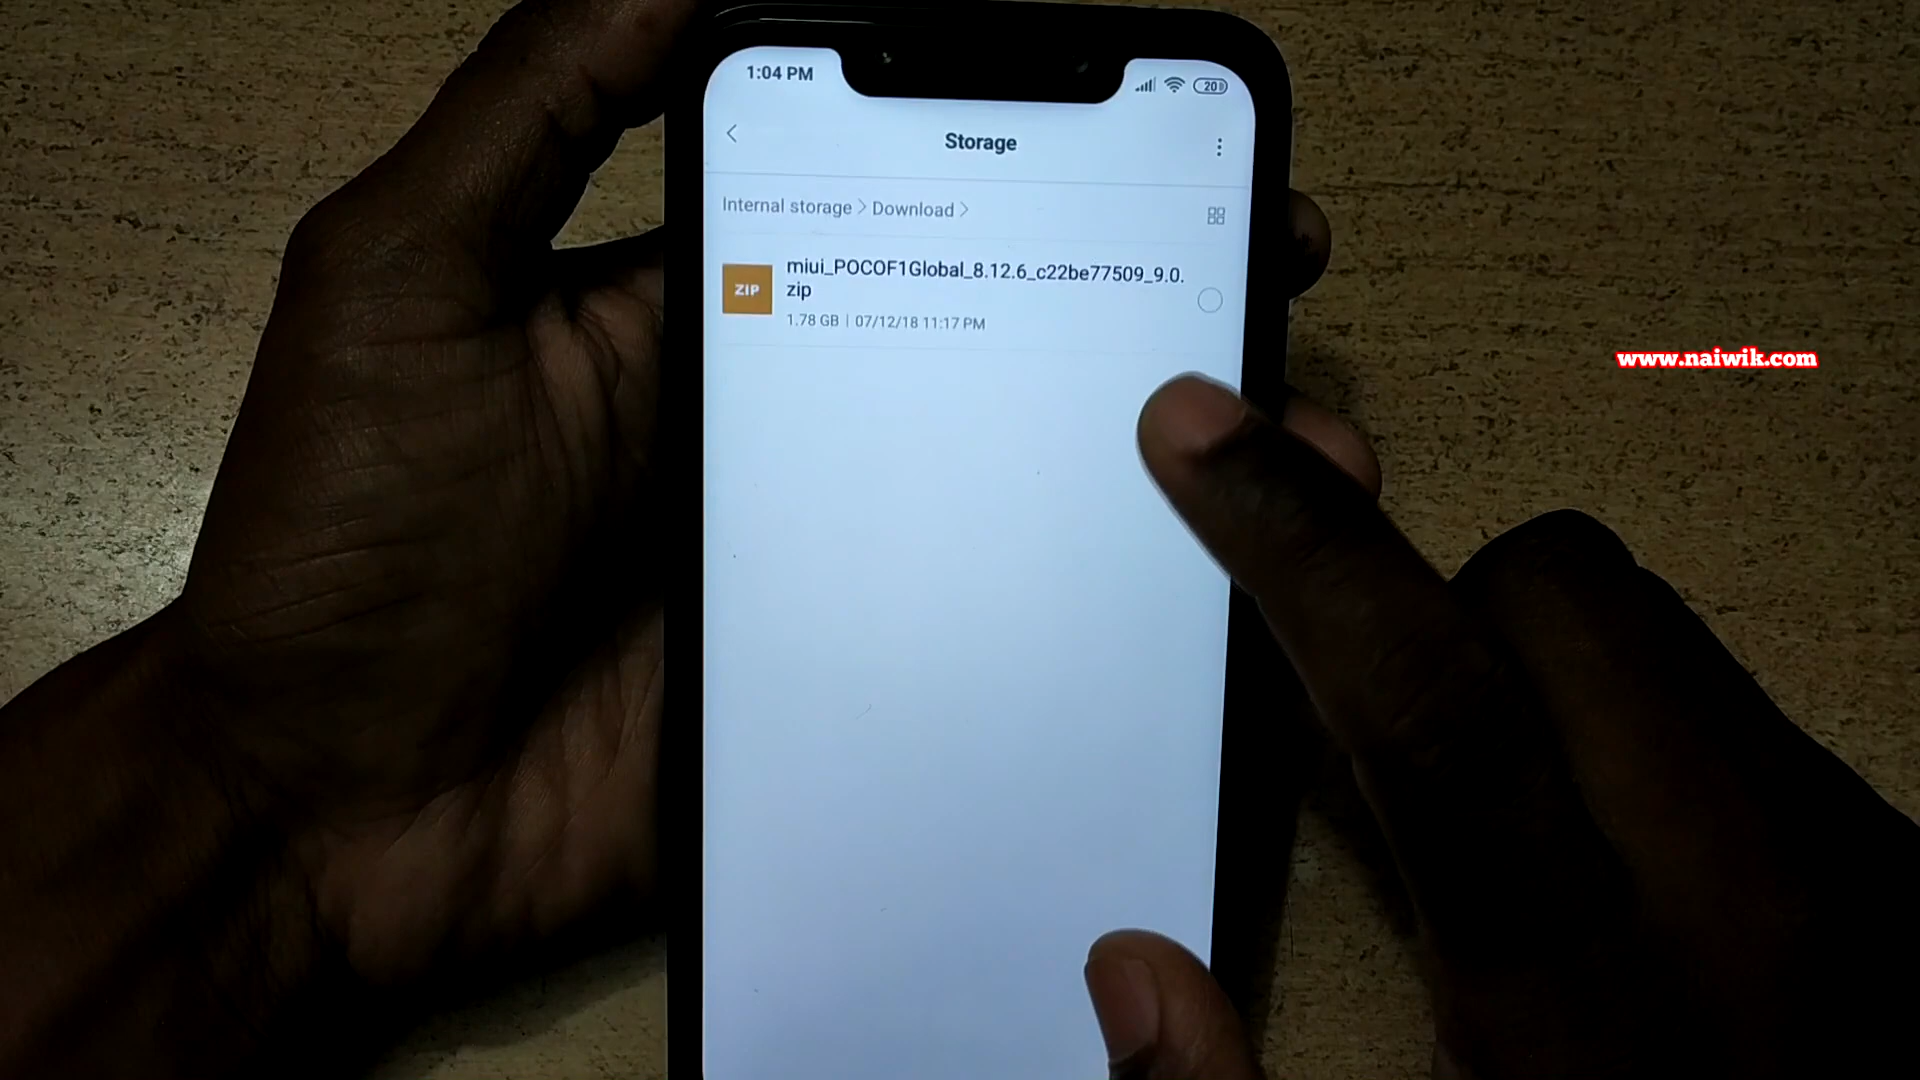 1:04 PM
20
Storage
Internal storage > Download >
miui_POCOF1Global_8.12.6_c22be77509_9.0.
zip
ZIP
1.78 GB | 07/12/18 11:17 PM
www.naiwik.com